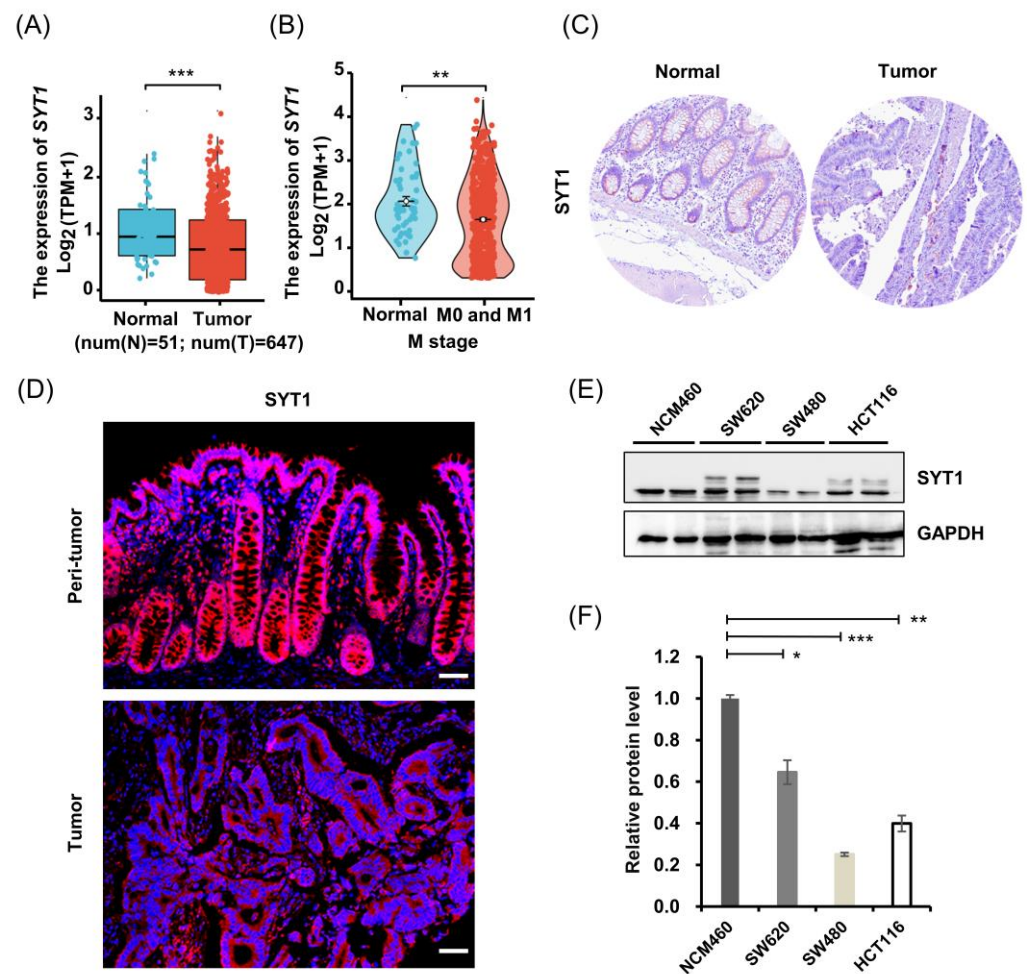 (A)
The expression of SYT1
Log2(TPM+1)
***
3
2
1
0
Normal
Tumor
(num(N)=51; num(T)=647)
(B)
The expression of SYT1
Log2(TPM+1)
**
5
4
3
2
1
0
Normal
M0 and M1
M stage
(C)
Normal
Tumor
SYT1
(D)
SYT1
Peri-tumor
Tumor
(E)
NCM460
SW620
SW480
HCT116
SYT1
GAPDH
(F)
**
***
*
Relative protein level
1.2
1.0
0.8
0.6
0.4
0.2
0.0
NCM460
SW620
SW480
HCT116